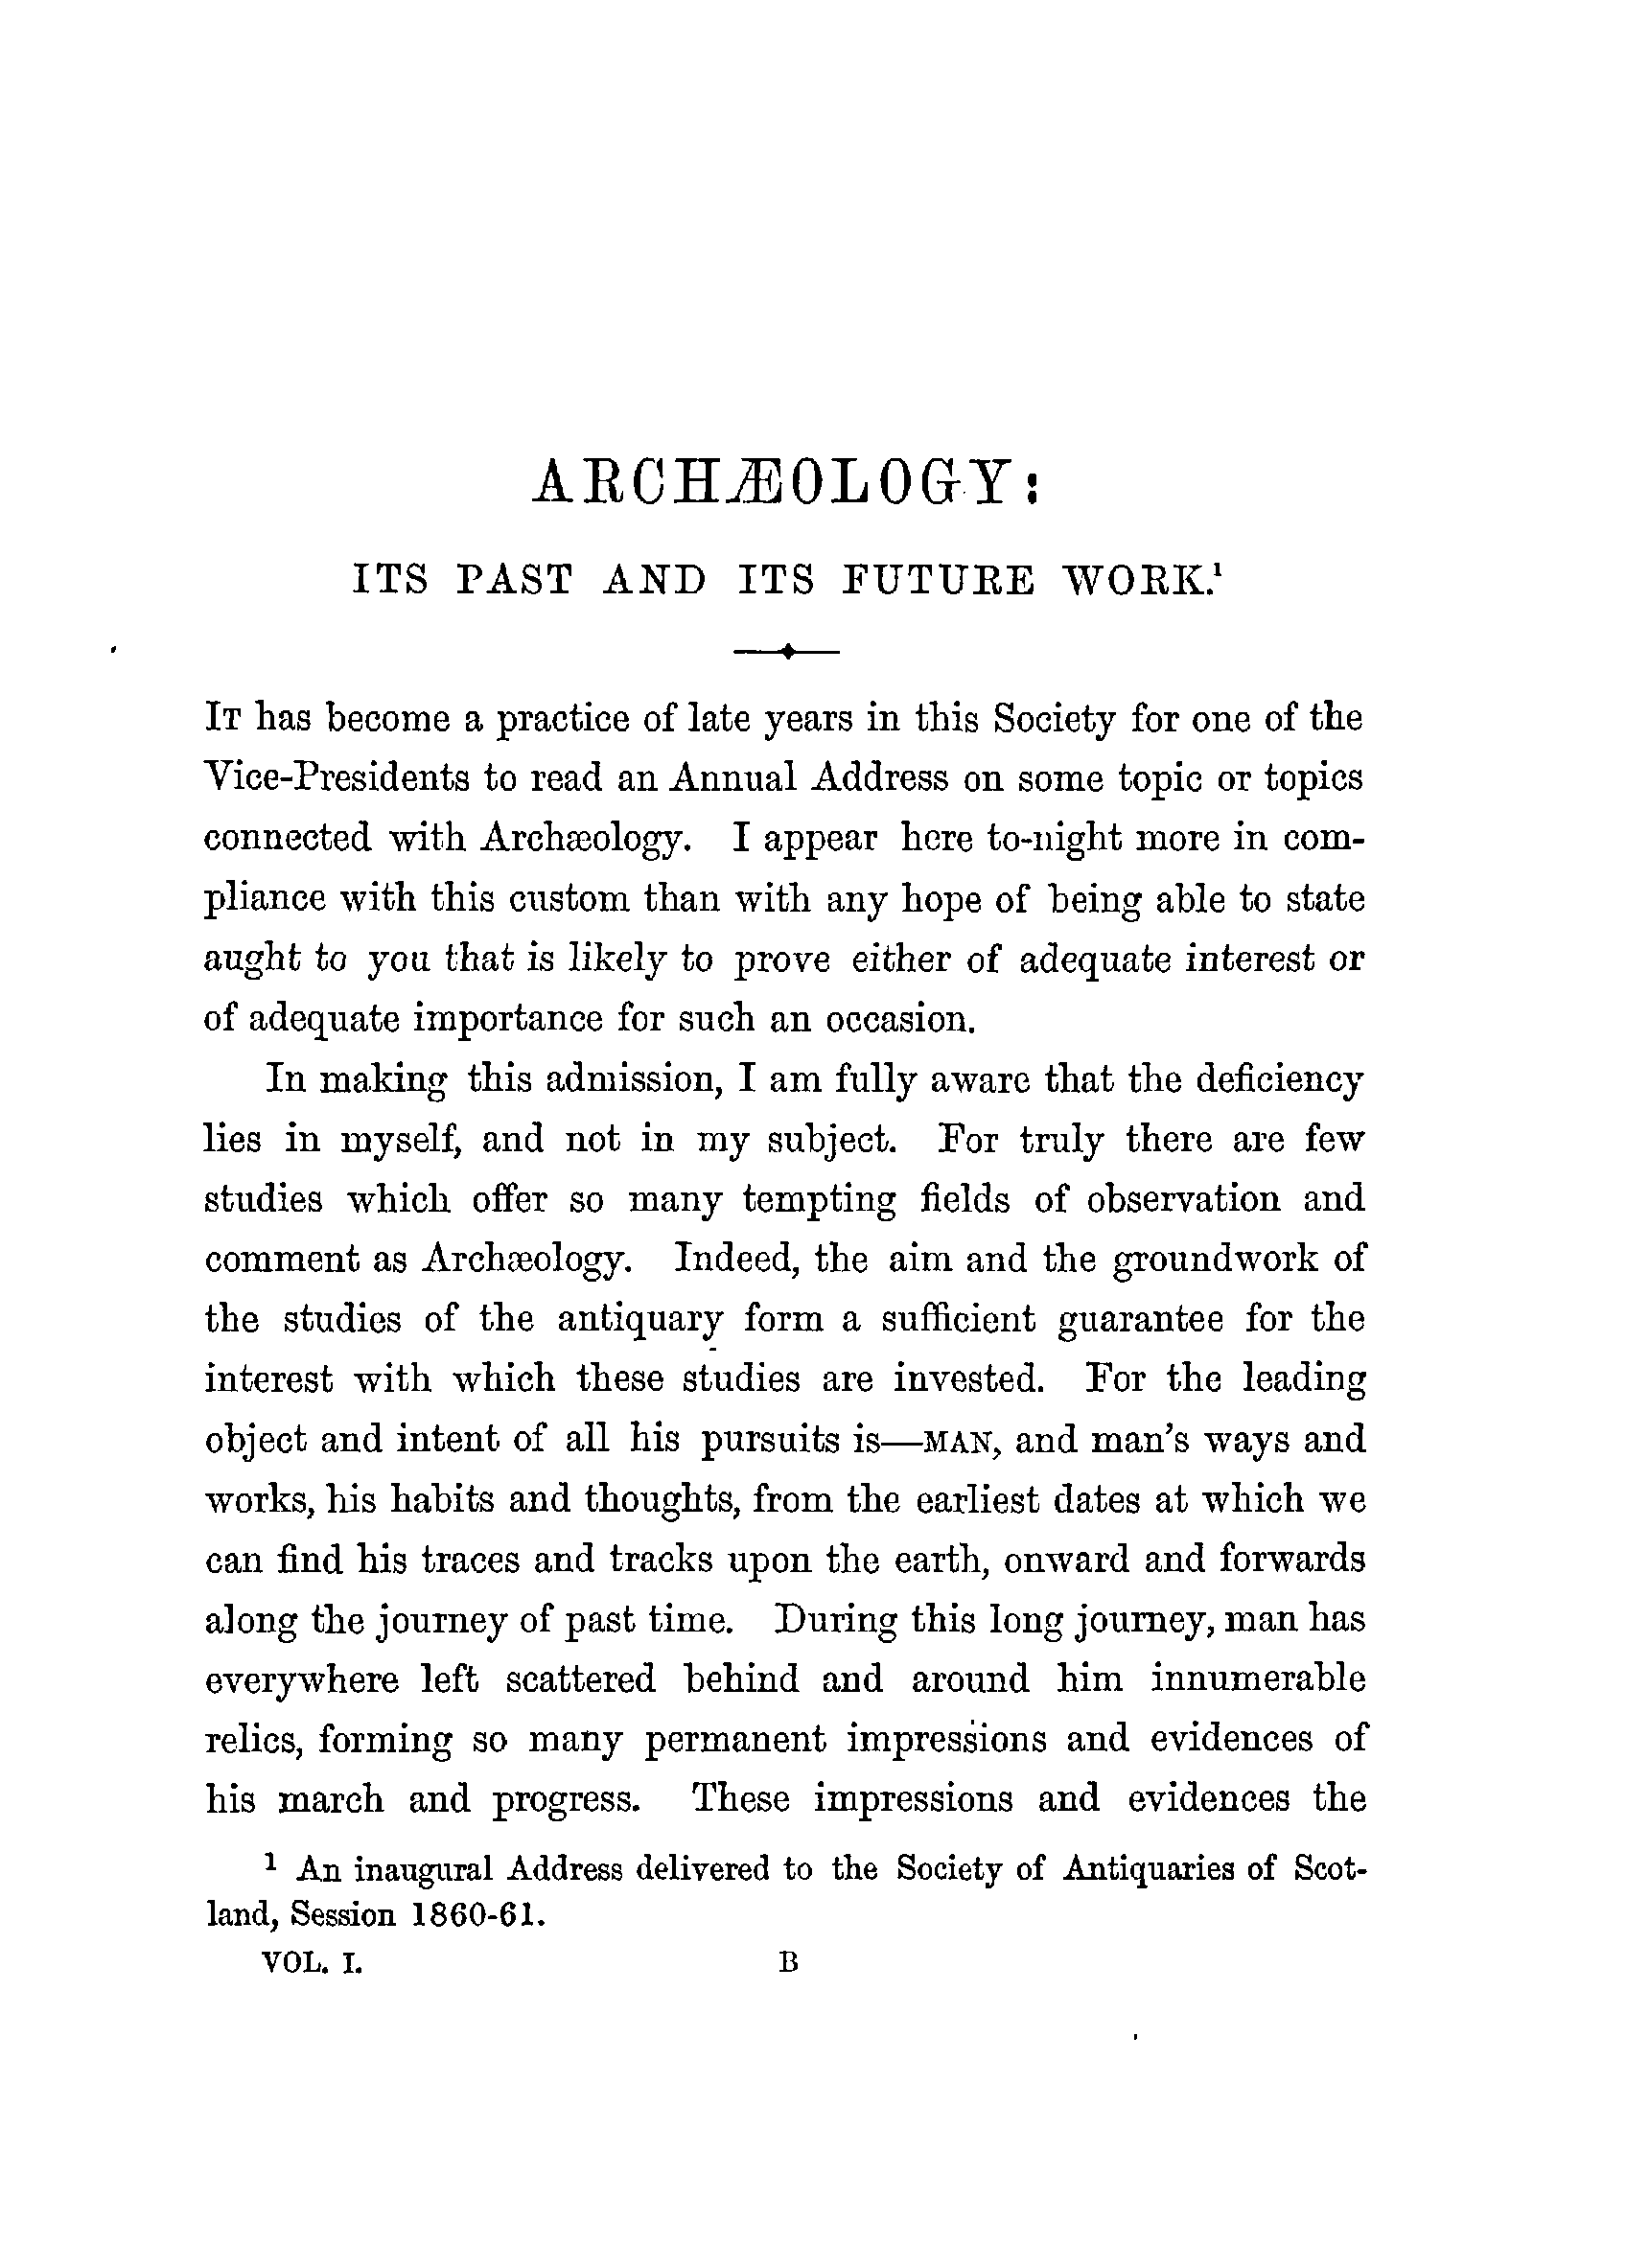 ARCHÆOLOGY:
ITS PAST AND ITS FUTURE WORK.¹
IT has become a practice of late years in this Society for one of the
Vice-Presidents to read an Annual Address on some topic or topics
connected with Archæology. I appear here to-night more in com-
pliance with this custom than with any hope of being able to state
aught to you that is likely to prove either of adequate interest or
of adequate importance for such an occasion.
In making this admission, I am fully aware that the deficiency
lies in myself, and not in my subject. For truly there are few
studies which offer so many tempting fields of observation and
comment as Archæology. Indeed, the aim and the groundwork of
the studies of the antiquary form a sufficient guarantee for the
interest with which these studies are invested. For the leading
object and intent of all his pursuits is—MAN, and man's ways and
works, his habits and thoughts, from the earliest dates at which we
can find his traces and tracks upon the earth, onward and forwards
along the journey of past time. During this long journey, man has
everywhere left scattered behind and around him innumerable
relics, forming so many permanent impressions and evidences of
his march and progress. These impressions and evidences the
¹ An inaugural Address delivered to the Society of Antiquaries of Scot-
land, Session 1860-61.
VOL. I. B